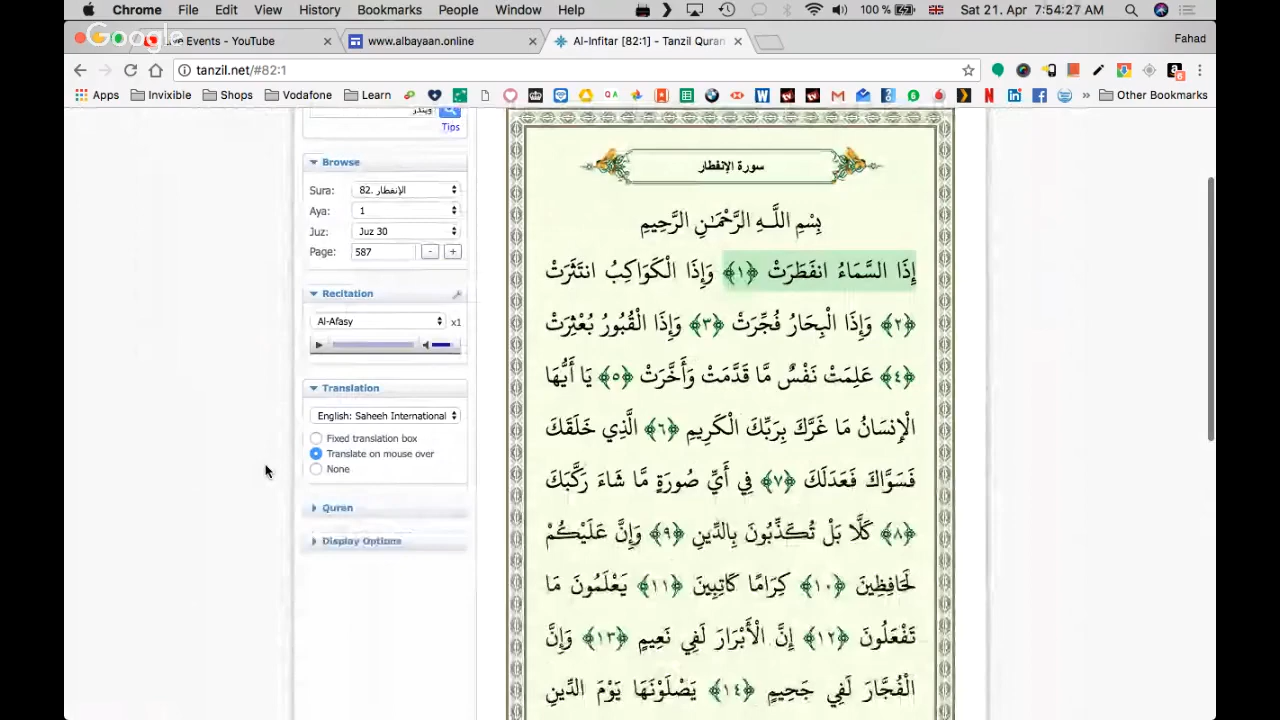 Chrome File Edit View History Bookmarks People Window Help 100 % Sat 21. Apr 7:54:27 AM
Google
ive Events - YouTube
www.albayaan.online
Al-Infitar [82:1] - Tanzil Quran
Fahad
tanzil.net/#82:1
Apps Invixible Shops Vodafone Learn Other Bookmarks
Tips
Browse
Sura: 82. الإنفطار
Aya: 1
Juz: Juz 30
Page: 587 - +
Recitation
Al-Afasy x1
Translation
English: Saheeh International
Fixed translation box
Translate on mouse over
None
Quran
Display Options
سورة الإنفطار
بِسْمِ اللَّـهِ الرَّحْمَـٰنِ الرَّحِيمِ
إِذَا السَّمَاءُ انفَطَرَتْ ﴿١﴾ وَإِذَا الْكَوَاكِبُ انتَثَرَتْ
﴿٢﴾ وَإِذَا الْبِحَارُ فُجِّرَتْ ﴿٣﴾ وَإِذَا الْقُبُورُ بُعْثِرَتْ
﴿٤﴾ عَلِمَتْ نَفْسٌ مَّا قَدَّمَتْ وَأَخَّرَتْ ﴿٥﴾ يَا أَيُّهَا
الْإِنسَانُ مَا غَرَّكَ بِرَبِّكَ الْكَرِيمِ ﴿٦﴾ الَّذِي خَلَقَكَ
فَسَوَّاكَ فَعَدَلَكَ ﴿٧﴾ فِي أَيِّ صُورَةٍ مَّا شَاءَ رَكَّبَكَ
﴿٨﴾ كَلَّا بَلْ تُكَذِّبُونَ بِالدِّينِ ﴿٩﴾ وَإِنَّ عَلَيْكُمْ
لَحَافِظِينَ ﴿١٠﴾ كِرَامًا كَاتِبِينَ ﴿١١﴾ يَعْلَمُونَ مَا
تَفْعَلُونَ ﴿١٢﴾ إِنَّ الْأَبْرَارَ لَفِي نَعِيمٍ ﴿١٣﴾ وَإِنَّ
الْفُجَّارَ لَفِي جَحِيمٍ ﴿١٤﴾ يَصْلَوْنَهَا يَوْمَ الدِّينِ